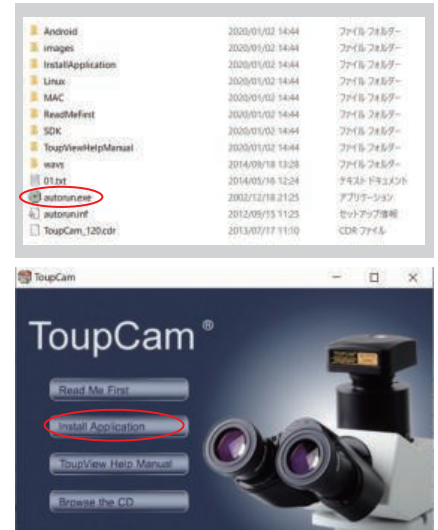 Android 2020/01/02 14:44 ファイル フォルダー
images 2020/01/02 14:44 ファイル フォルダー
InstallApplication 2020/01/02 14:44 ファイル フォルダー
Linux 2020/01/02 14:44 ファイル フォルダー
MAC 2020/01/02 14:44 ファイル フォルダー
ReadMeFirst 2020/01/02 14:44 ファイル フォルダー
SDK 2020/01/02 14:44 ファイル フォルダー
ToupViewHelpManual 2020/01/02 14:44 ファイル フォルダー
wavs 2014/09/18 13:28 ファイル フォルダー
01.txt 2014/05/16 12:24 テキスト ドキュメント
autorun.exe 2002/12/18 21:25 アプリケーション
autorun.inf 2012/09/15 11:25 セットアップ情報
ToupCam_120.cdr 2013/07/17 11:10 CDR ファイル
ToupCam
ToupCam ®
Read Me First
Install Application
ToupView Help Manual
Browse the CD